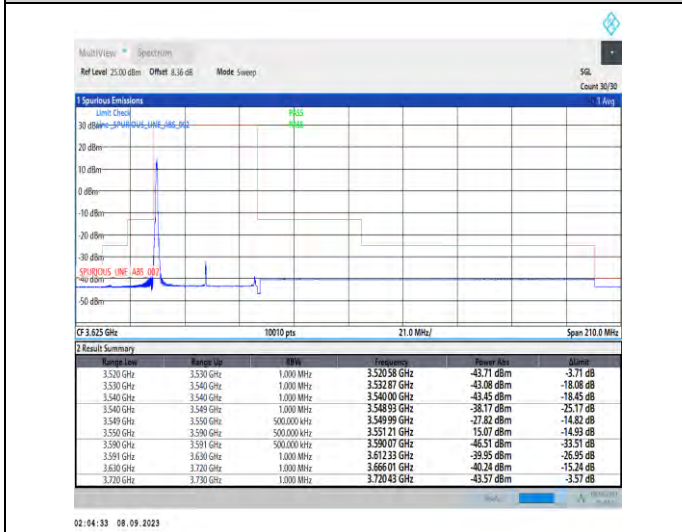 MultiView Spectrum
Ref Level 25.00 dBm Offset 8.36 dB Mode Sweep SGL
Count 30/30
1 Spurious Emissions 1 Avg
Limit Check PASS
30 dBm Line _SPURIOUS_LINE_ABS_002 PASS
20 dBm
10 dBm
0 dBm
-10 dBm
-20 dBm
-30 dBm
SPURIOUS_LINE_ABS_002
-40 dBm
-50 dBm
CF 3.625 GHz 10010 pts 21.0 MHz/ Span 210.0 MHz
2 Result Summary
Range Low Range Up RBW Frequency Power Abs ΔLimit
3.520 GHz 3.530 GHz 1.000 MHz 3.520 58 GHz -43.71 dBm -3.71 dB
3.530 GHz 3.540 GHz 1.000 MHz 3.532 87 GHz -43.08 dBm -18.08 dB
3.540 GHz 3.540 GHz 1.000 MHz 3.540 00 GHz -43.45 dBm -18.45 dB
3.540 GHz 3.549 GHz 1.000 MHz 3.548 93 GHz -38.17 dBm -25.17 dB
3.549 GHz 3.550 GHz 500.000 kHz 3.549 99 GHz -27.82 dBm -14.82 dB
3.550 GHz 3.590 GHz 500.000 kHz 3.551 21 GHz 15.07 dBm -14.93 dB
3.590 GHz 3.591 GHz 500.000 kHz 3.590 07 GHz -46.51 dBm -33.51 dB
3.591 GHz 3.630 GHz 1.000 MHz 3.612 33 GHz -39.95 dBm -26.95 dB
3.630 GHz 3.720 GHz 1.000 MHz 3.666 01 GHz -40.24 dBm -15.24 dB
3.720 GHz 3.730 GHz 1.000 MHz 3.720 43 GHz -43.57 dBm -3.57 dB
02:04:33 08.09.2023